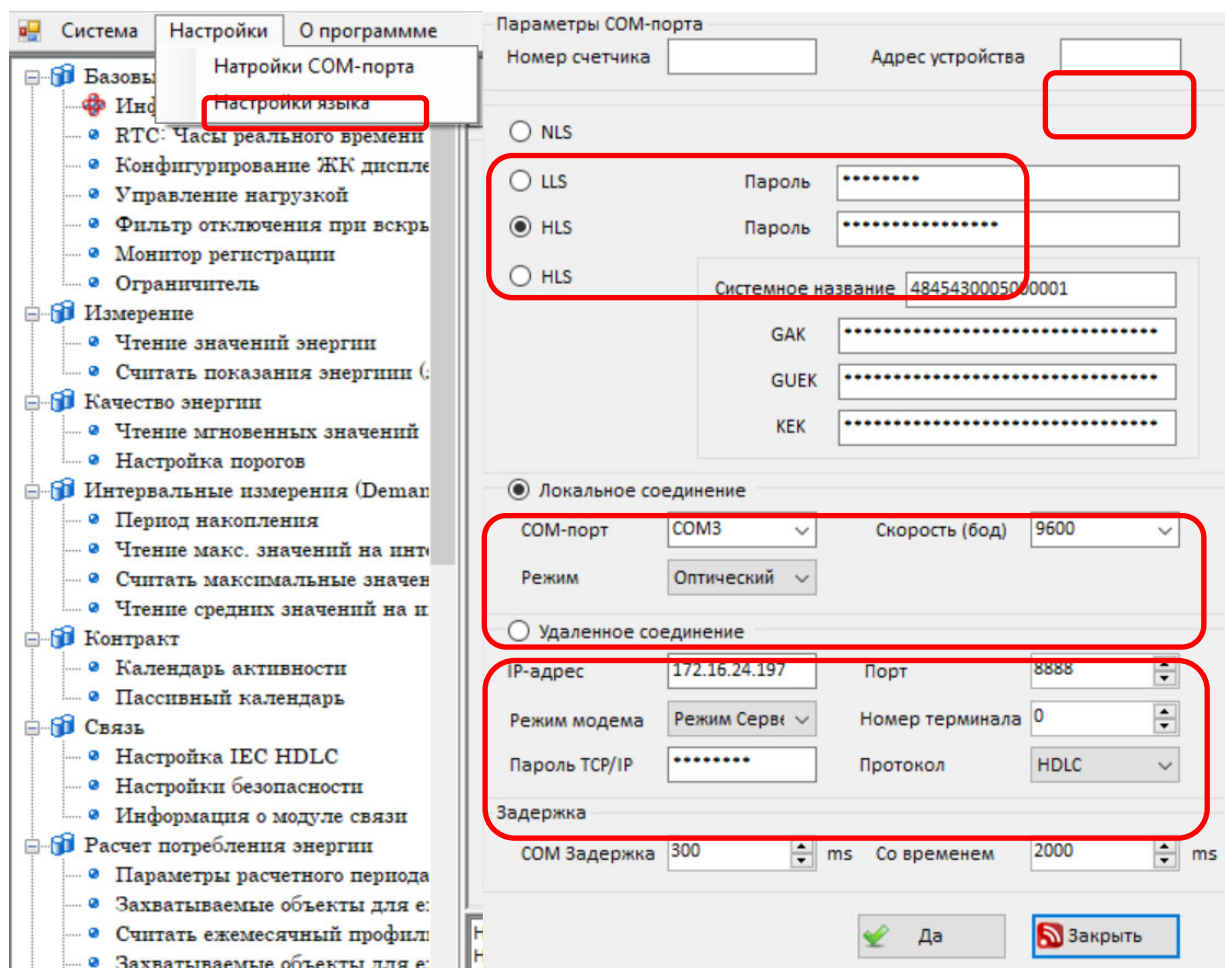 Система Настройки О программме
Натройки COM-порта
Настройки языка
Базовы
Инф
RTC: Часы реального времени
Конфигурирование ЖК диспле
Управление нагрузкой
Фильтр отключения при вскры
Монитор регистрации
Ограничитель
Измерение
Чтение значений энергии
Считать показания энергиии (
Качество энергии
Чтение мгновенных значений
Настройка порогов
Интервальные измерения (Deman
Период накопления
Чтение макс. значений на инте
Считать максимальные значен
Чтение средних значений на и
Контракт
Календарь активности
Пассивный календарь
Связь
Настройка IEC HDLC
Настройки безопасности
Информация о модуле связи
Расчет потребления энергии
Параметры расчетного периода
Захватываемые объекты для е
Считать ежемесячный профил
Захватываемые объекты для е
Параметры COM-порта
Номер счетчика Адрес устройства
NLS
LLS Пароль ••••••••
HLS Пароль ••••••••••••••••
HLS
Системное название 4845430005000001
GAK ••••••••••••••••••••••••••••••••
GUEK ••••••••••••••••••••••••••••••••
KEK ••••••••••••••••••••••••••••••••
Локальное соединение
COM-порт COM3 Скорость (бод) 9600
Режим Оптический
Удаленное соединение
IP-адрес 172.16.24.197 Порт 8888
Режим модема Режим Серве Номер терминала 0
Пароль TCP/IP •••••••• Протокол HDLC
Задержка
COM Задержка 300 ms Со временем 2000 ms
Да Закрыть